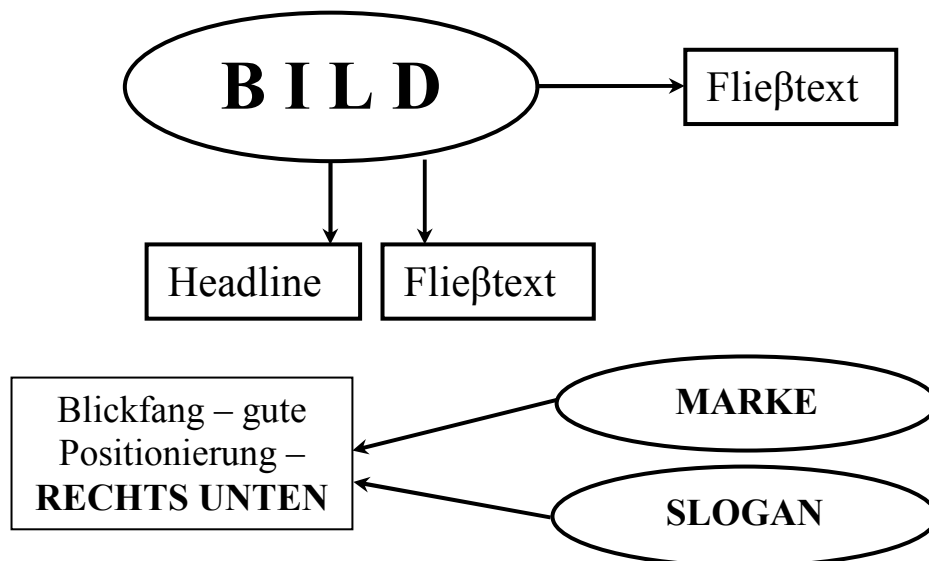 B I L D
Flieβtext
Headline
Flieβtext
Blickfang – gute
Positionierung –
RECHTS UNTEN
MARKE
SLOGAN